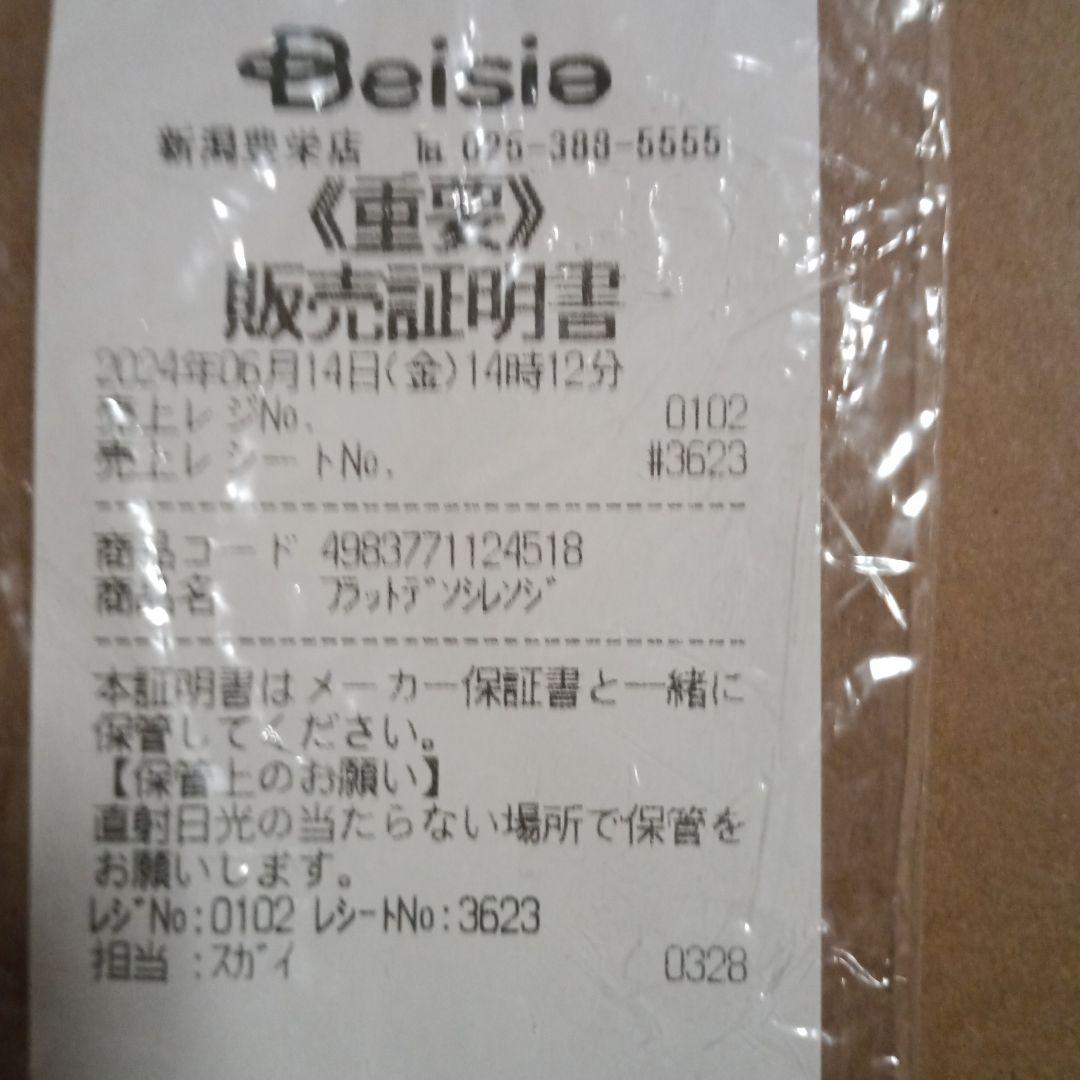 Beisia
新潟豊栄店 ℡ 025-388-5555
《重要》
販売証明書
2024年06月14日(金)14時12分
売上レジNo. 0102
売上レシートNo. #3623
商品コード 4983771124518
商品名 ﾌﾗｯﾄﾃﾞﾝｼﾚﾝｼﾞ
本証明書はメーカー保証書と一緒に
保管してください。
【保管上のお願い】
直射日光の当たらない場所で保管を
お願いします。
ﾚｼﾞNo:0102 ﾚｼｰﾄNo:3623
担当 :ｽｶﾞｲ 0328